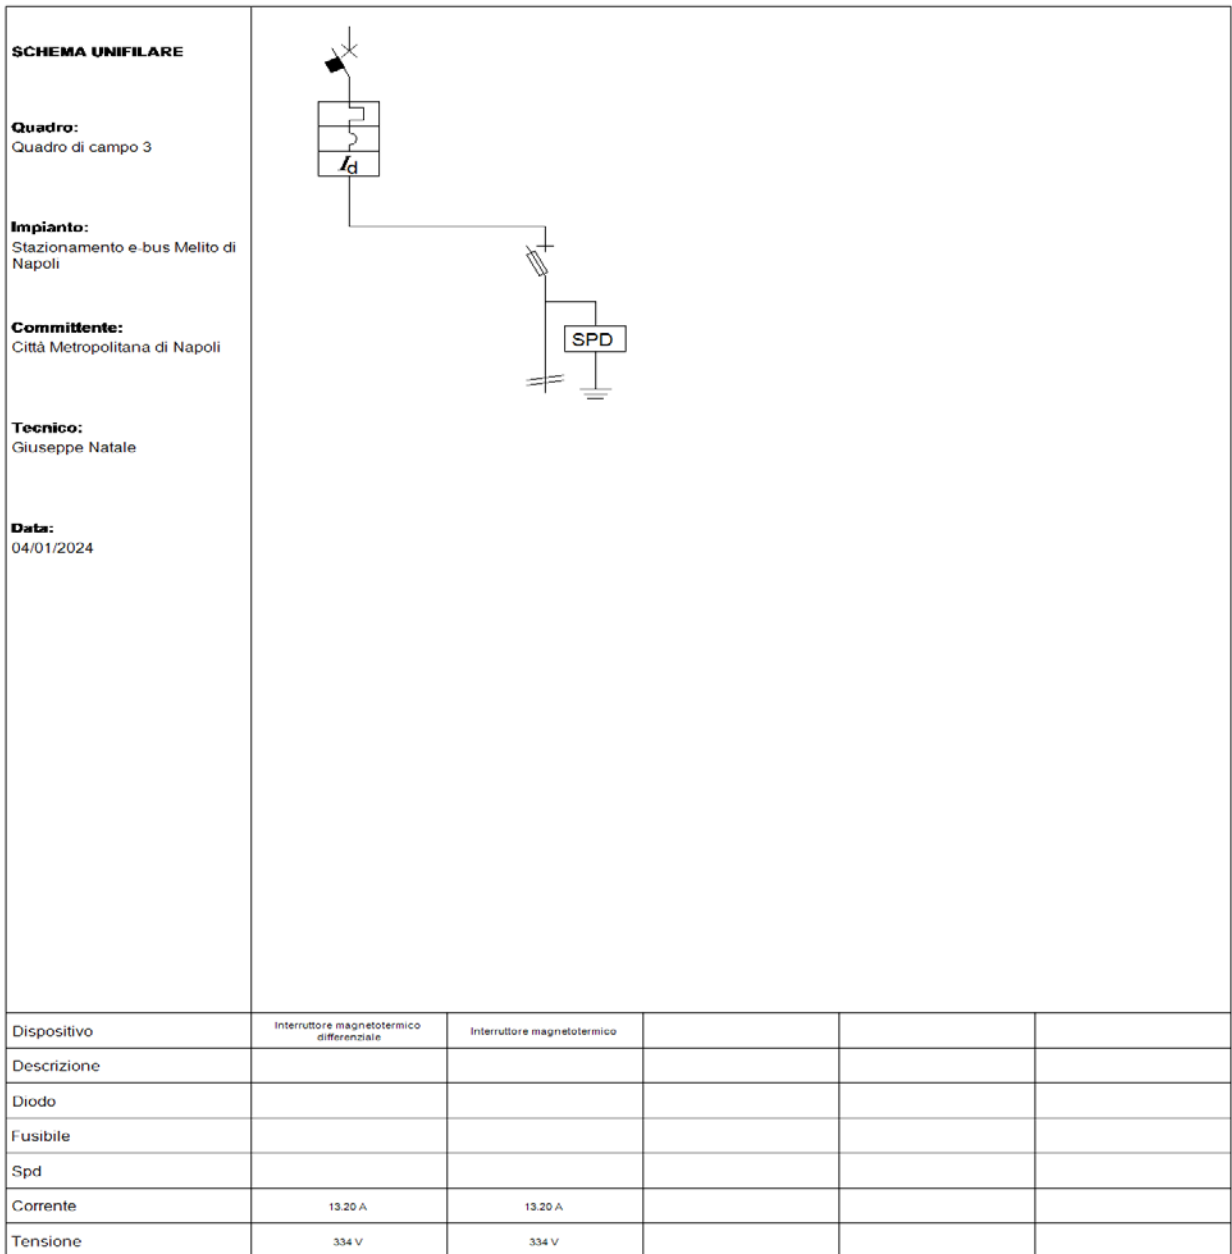 SCHEMA UNIFILARE
Quadro:
Quadro di campo 3
Impianto:
Stazionamento e-bus Melito di
Napoli
Committente:
Città Metropolitana di Napoli
Tecnico:
Giuseppe Natale
Data:
04/01/2024
Id
SPD
Dispositivo
Interruttore magnetotermico
differenziale
Interruttore magnetotermico
Descrizione
Diodo
Fusibile
Spd
Corrente
13.20 A
13.20 A
Tensione
334 V
334 V